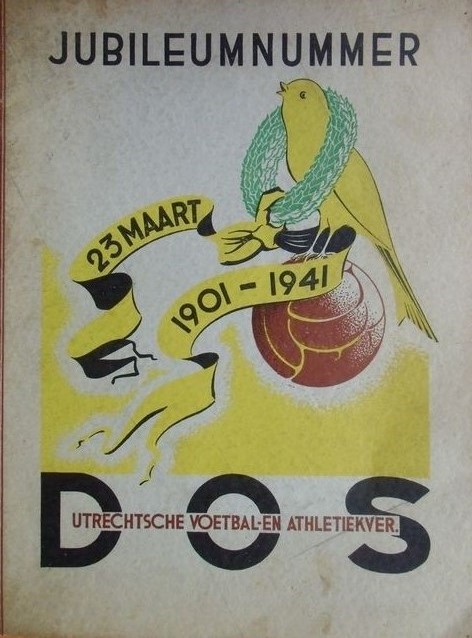 JUBILEUMNUMMER
23 MAART
1901 - 1941
DOS
UTRECHTSCHE VOETBAL-EN ATHLETIEKVER.